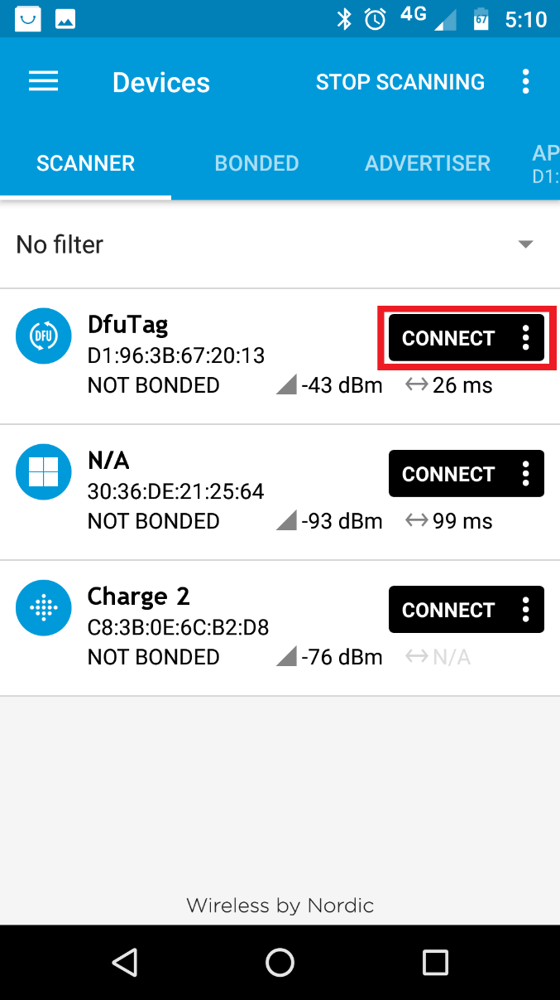 4G 67 5:10
Devices STOP SCANNING
SCANNER BONDED ADVERTISER AP
D1:
No filter
DFU DfuTag CONNECT
D1:96:3B:67:20:13
NOT BONDED -43 dBm 26 ms
N/A CONNECT
30:36:DE:21:25:64
NOT BONDED -93 dBm 99 ms
Charge 2 CONNECT
C8:3B:0E:6C:B2:D8
NOT BONDED -76 dBm N/A
Wireless by Nordic